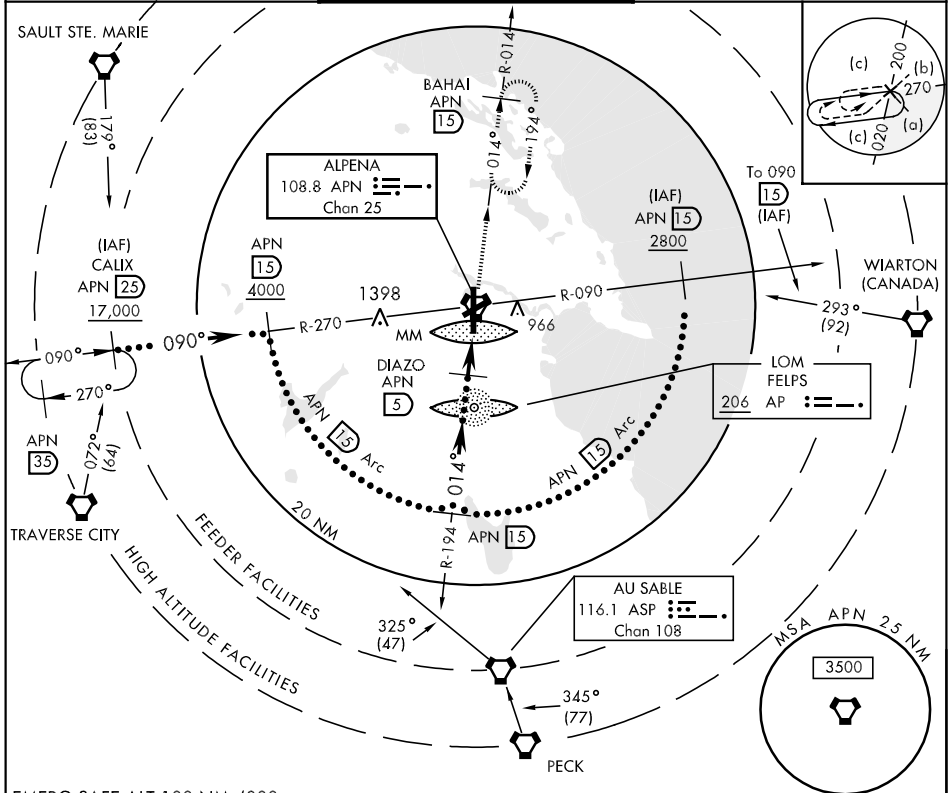 SAULT STE. MARIE
179°
(83)
R-014
BAHAI
APN
15
014°
194°
(c)
200
(b)
270
(a)
(c)
020
ALPENA
108.8 APN
Chan 25
(IAF)
APN 15
2800
To 090
15
(IAF)
(IAF)
CALIX
APN 25
17,000
APN
15
4000
1398
R-270
R-090
966
WIARTON
(CANADA)
293°
(92)
090°
090°
270°
MM
DIAZO
APN
5
LOM
FELPS
206 AP
APN
35
072°
(64)
APN 15 Arc
APN 15 Arc
014°
TRAVERSE CITY
20 NM
R-194
APN 15
FEEDER FACILITIES
HIGH ALTITUDE FACILITIES
325°
(47)
AU SABLE
116.1 ASP
Chan 108
345°
(77)
PECK
MSA APN 25 NM
3500